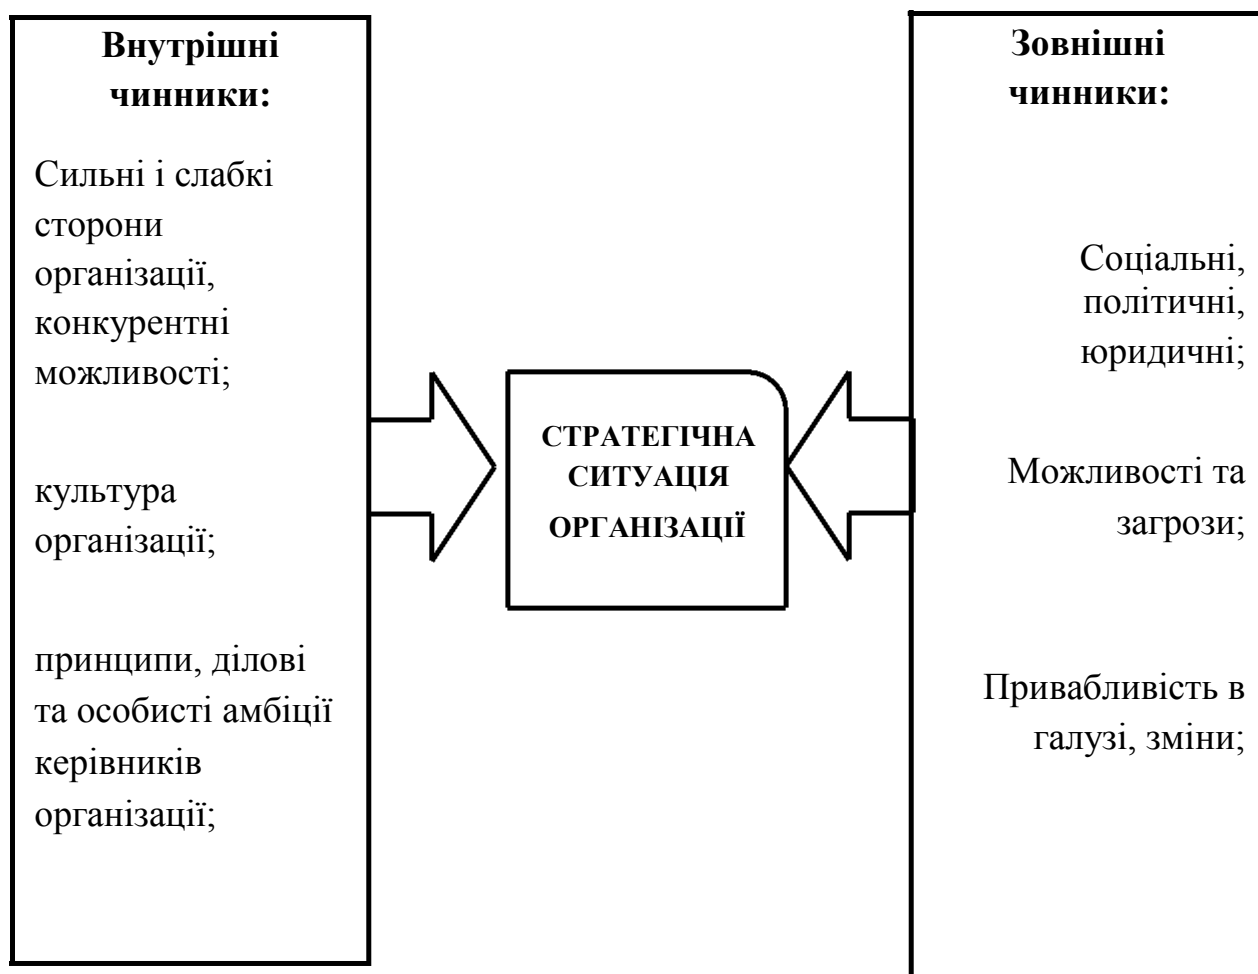 Внутрішні
чинники:
Сильні і слабкі
сторони
організації,
конкурентні
можливості;
культура
організації;
принципи, ділові
та особисті амбіції
керівників
організації;
СТРАТЕГІЧНА
СИТУАЦІЯ
ОРГАНІЗАЦІЇ
Зовнішні
чинники:
Соціальні,
політичні,
юридичні;
Можливості та
загрози;
Привабливість в
галузі, зміни;